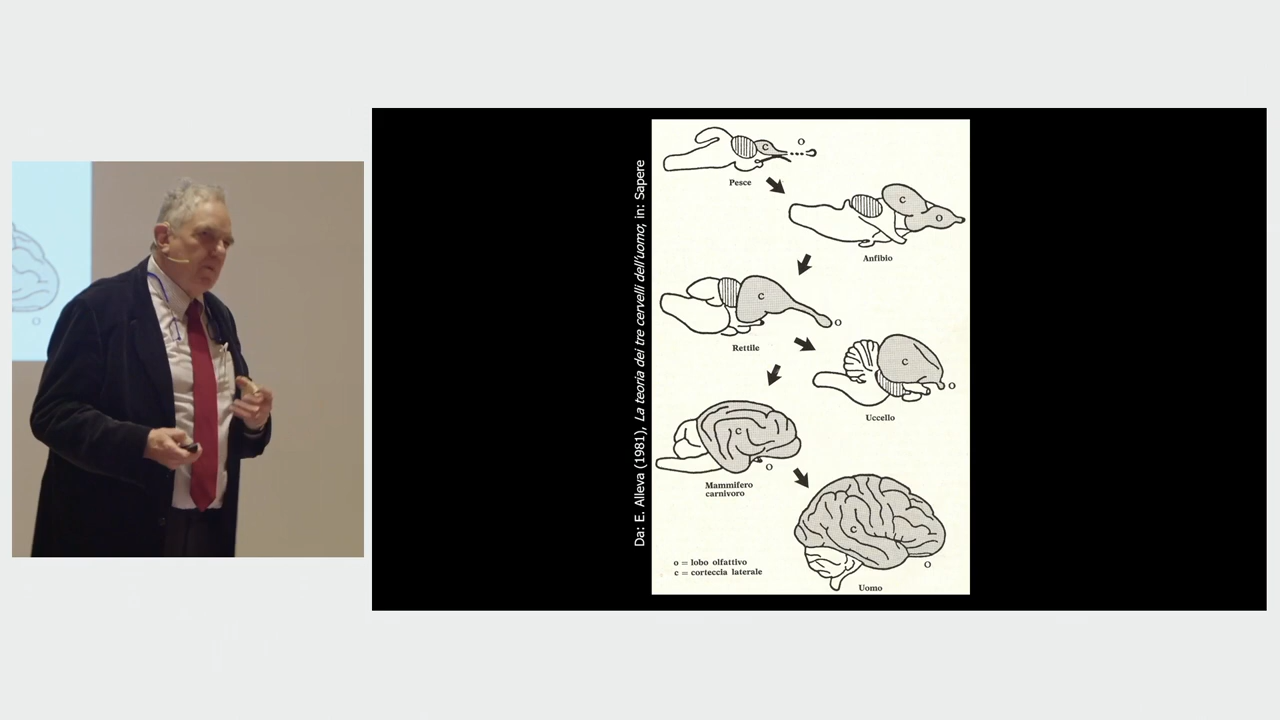 Da: E. Alleva (1981), La teoria dei tre cervelli dell'uomo; in: Sapere
C
O
Pesce
C
O
Anfibio
C
O
Rettile
C
O
Uccello
C
O
Mammifero
carnivoro
C
O
o = lobo olfattivo
c = corteccia laterale
Uomo
O